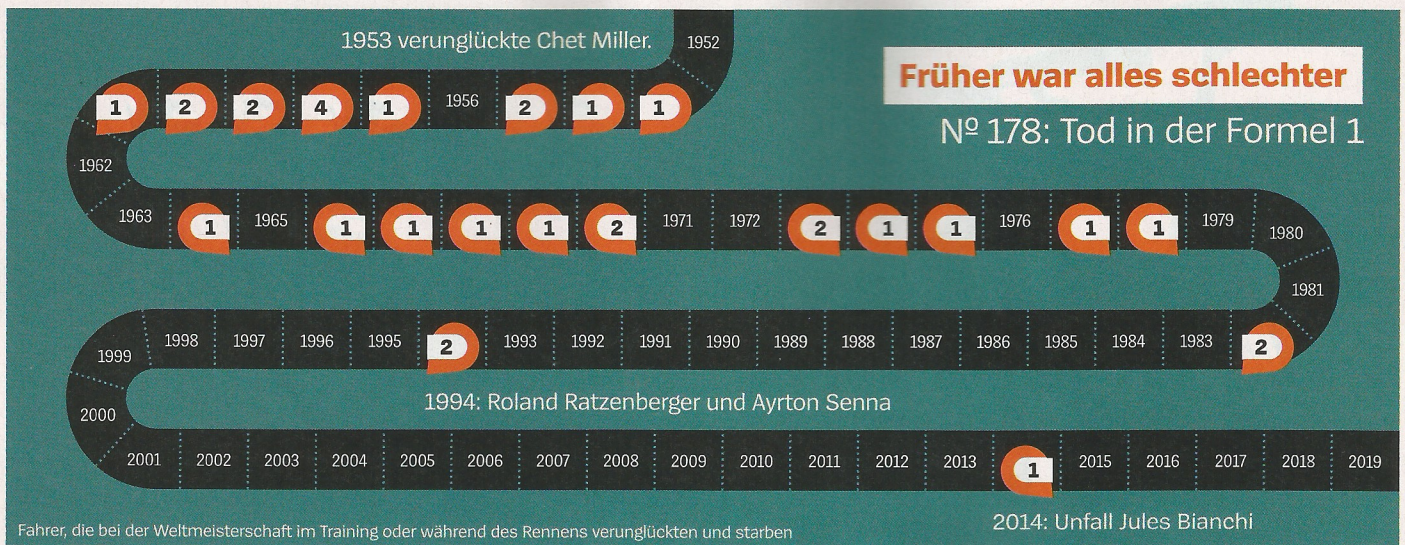 1953 verunglückte Chet Miller.
1952
Früher war alles schlechter
Nº 178: Tod in der Formel 1
1 2 2 4 1 1956 2 1 1
1962
1963 1 1965 1 1 1 1 2 1971 1972 2 1 1 1976 1 1 1979
1980
1981
1998 1997 1996 1995 2 1993 1992 1991 1990 1989 1988 1987 1986 1985 1984 1983 2
1999
1994: Roland Ratzenberger und Ayrton Senna
2000
2001 2002 2003 2004 2005 2006 2007 2008 2009 2010 2011 2012 2013 1 2015 2016 2017 2018 2019
2014: Unfall Jules Bianchi
Fahrer, die bei der Weltmeisterschaft im Training oder während des Rennens verunglückten und starben